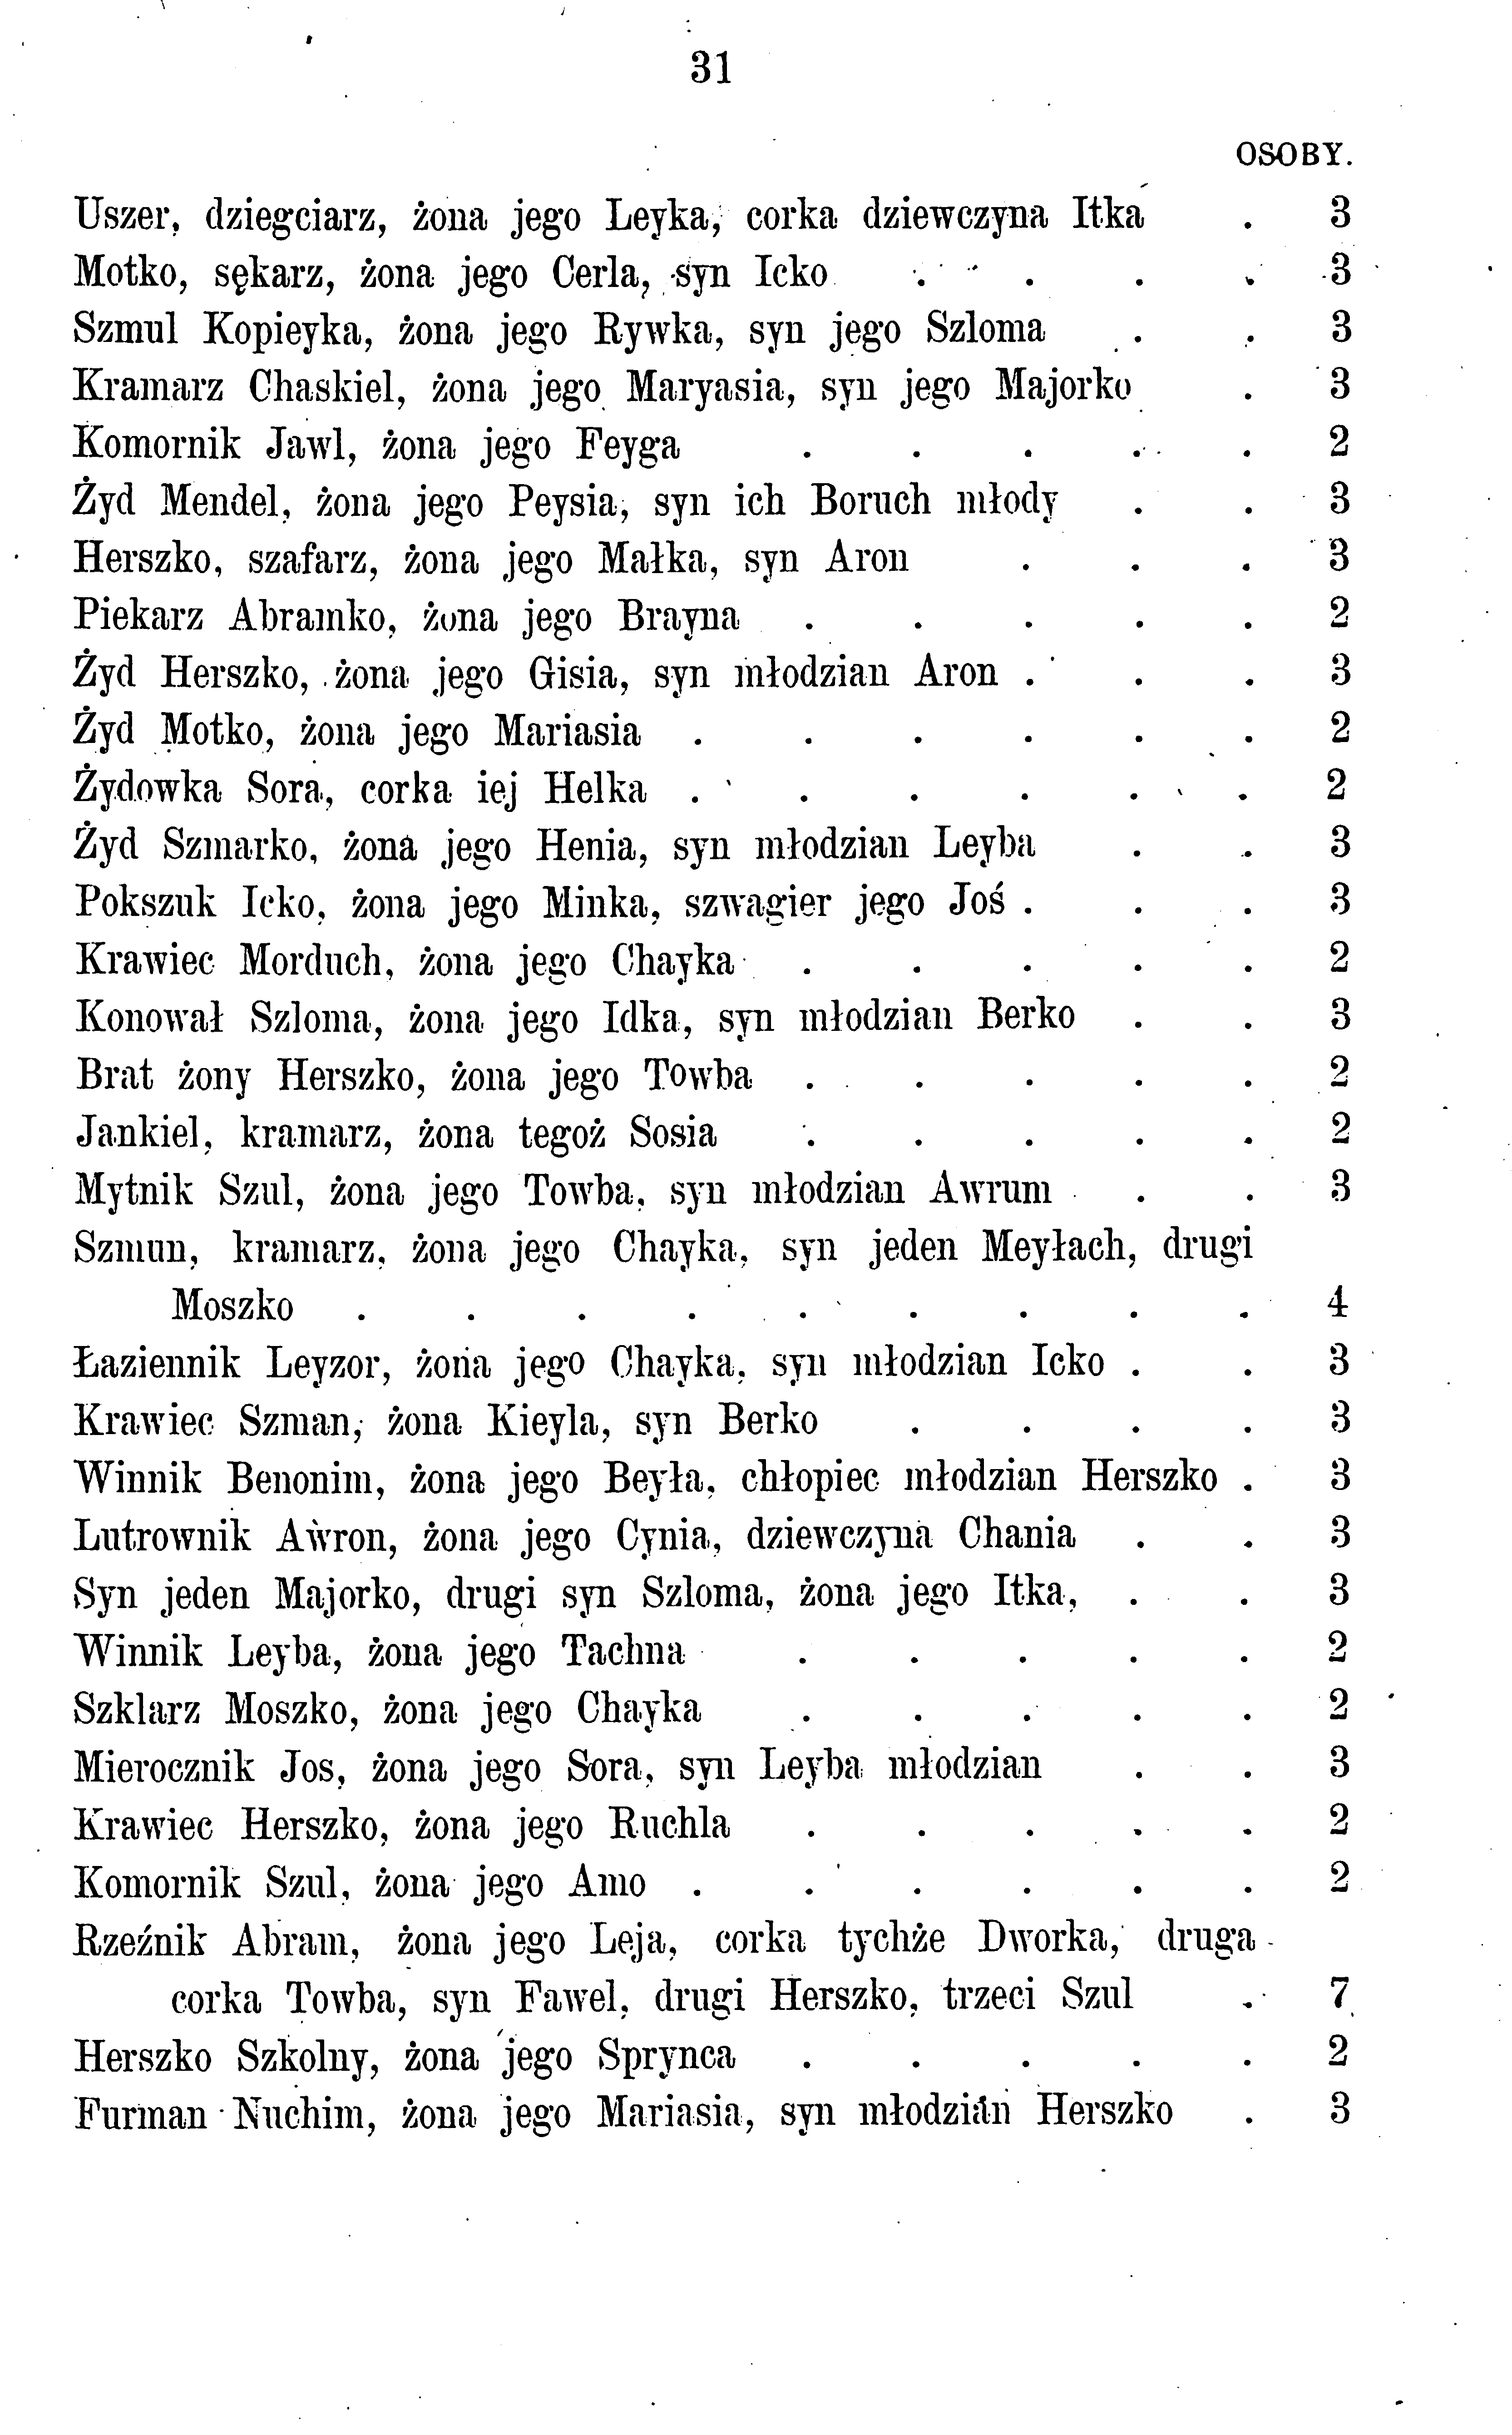 31
OSOBY.
Uszer, dziegciarz, żona jego Leyka, corka dziewczyna Itka . 3
Motko, sękarz, żona jego Cerla, syn Icko . . . . 3
Szmul Kopieyka, żona jego Rywka, syn jego Szloma . . 3
Kramarz Chaskiel, żona jego Maryasia, syn jego Majorko . 3
Komornik Jawl, żona jego Feyga . . . . . 2
Żyd Mendel, żona jego Peysia, syn ich Boruch młody . . 3
Herszko, szafarz, żona jego Małka, syn Aron . . . 3
Piekarz Abramko, żona jego Brayna . . . . . 2
Żyd Herszko, żona jego Gisia, syn młodzian Aron . . . 3
Żyd Motko, żona jego Mariasia . . . . . . 2
Żydowka Sora, corka iej Helka . . . . . . 2
Żyd Szmarko, żona jego Henia, syn młodzian Leyba . . 3
Pokszuk Icko, żona jego Minka, szwagier jego Joś . . . 3
Krawiec Morduch, żona jego Chayka . . . . . 2
Konował Szloma, żona jego Idka, syn młodzian Berko . . 3
Brat żony Herszko, żona jego Towba . . . . . 2
Jankiel, kramarz, żona tegoż Sosia . . . . . 2
Mytnik Szul, żona jego Towba, syn młodzian Awrum . . 3
Szmun, kramarz, żona jego Chayka, syn jeden Meyłach, drugi
Moszko . . . . . . . . . 4
Łaziennik Leyzor, żona jego Chayka, syn młodzian Icko . . 3
Krawiec Szman, żona Kieyla, syn Berko . . . . 3
Winnik Benonim, żona jego Beyła, chłopiec młodzian Herszko . 3
Lutrownik Awron, żona jego Cynia, dziewczyna Chania . . 3
Syn jeden Majorko, drugi syn Szloma, żona jego Itka, . . 3
Winnik Leyba, żona jego Tachna . . . . . 2
Szklarz Moszko, żona jego Chayka . . . . . 2
Mierocznik Jos, żona jego Sora, syn Leyba młodzian . . 3
Krawiec Herszko, żona jego Ruchla . . . . . 2
Komornik Szul, żona jego Amo . . . . . . 2
Rzeźnik Abram, żona jego Leja, corka tychże Dworka, druga
corka Towba, syn Fawel, drugi Herszko, trzeci Szul . 7
Herszko Szkolny, żona jego Sprynca . . . . . 2
Furman Nuchim, żona jego Mariasia, syn młodzian Herszko . 3